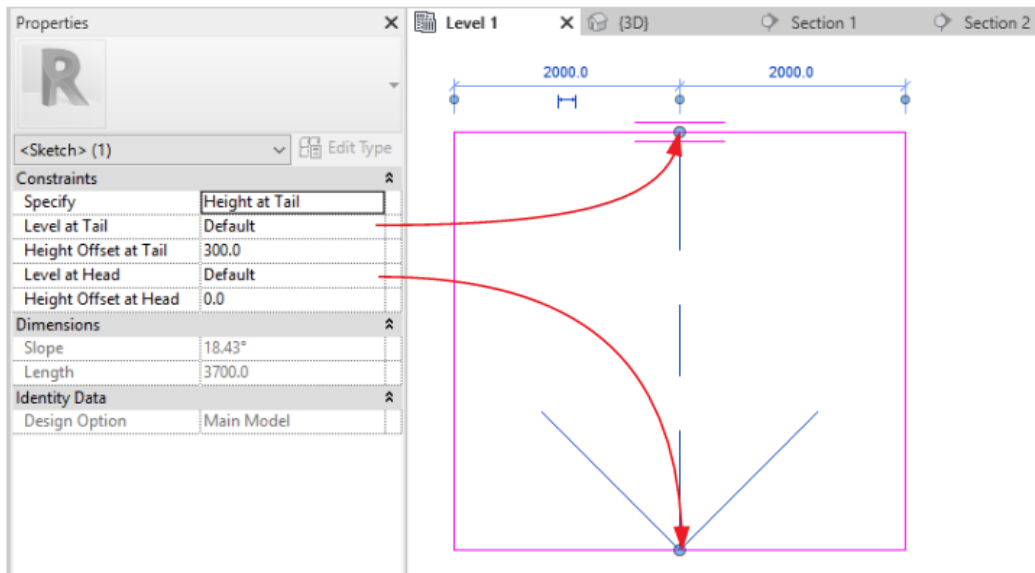 Properties
Level 1
{3D}
Section 1
Section 2
R
<Sketch> (1)
Edit Type
Constraints
Specify Height at Tail
Level at Tail Default
Height Offset at Tail 300.0
Level at Head Default
Height Offset at Head 0.0
Dimensions
Slope 18.43°
Length 3700.0
Identity Data
Design Option Main Model
2000.0 2000.0